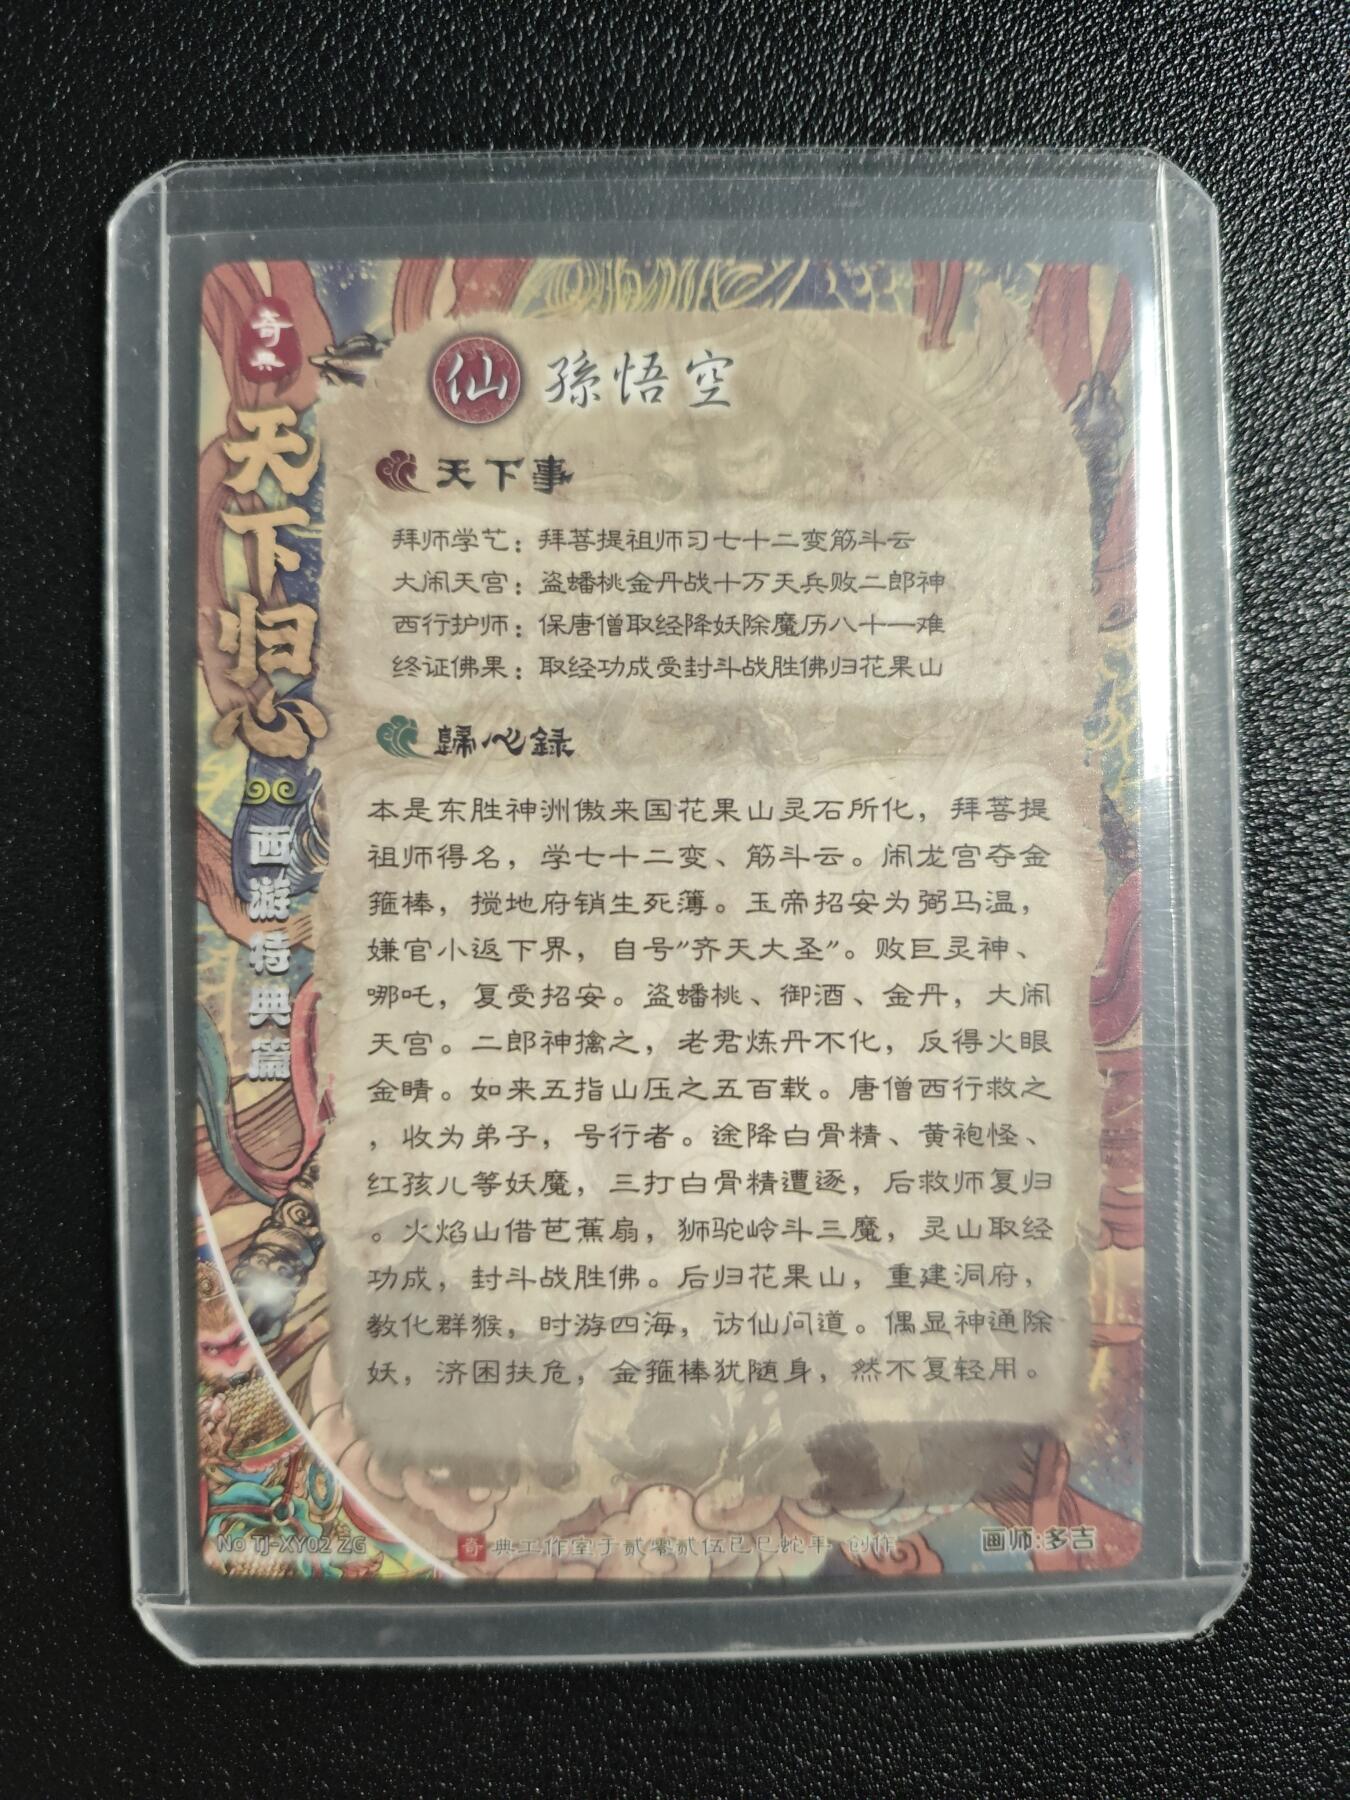 奇典
天下归心
西游特典篇
仙 孫悟空
天下事
拜师学艺：拜菩提祖师习七十二变筋斗云
大闹天宫：盗蟠桃金丹战十万天兵败二郎神
西行护师：保唐僧取经降妖除魔历八十一难
终证佛果：取经功成受封斗战胜佛归花果山
歸心録
本是东胜神洲傲来国花果山灵石所化，拜菩提
祖师得名，学七十二变、筋斗云。闹龙宫夺金
箍棒，搅地府销生死薄。玉帝招安为弼马温，
嫌官小返下界，自号"齐天大圣"。败巨灵神、
哪吒，复受招安。盗蟠桃、御酒、金丹，大闹
天宫。二郎神擒之，老君炼丹不化，反得火眼
金睛。如来五指山压之五百载。唐僧西行救之
，收为弟子，号行者。途降白骨精、黄袍怪、
红孩儿等妖魔，三打白骨精遭逐，后救师复归
。火焰山借芭蕉扇，狮驼岭斗三魔，灵山取经
功成，封斗战胜佛。后归花果山，重建洞府，
教化群猴，时游四海，访仙问道。偶显神通除
妖，济困扶危，金箍棒犹随身，然不复轻用。
No TJ-XY02 ZG
奇典工作室于贰零贰伍已巳蛇年 创作
画师:多吉